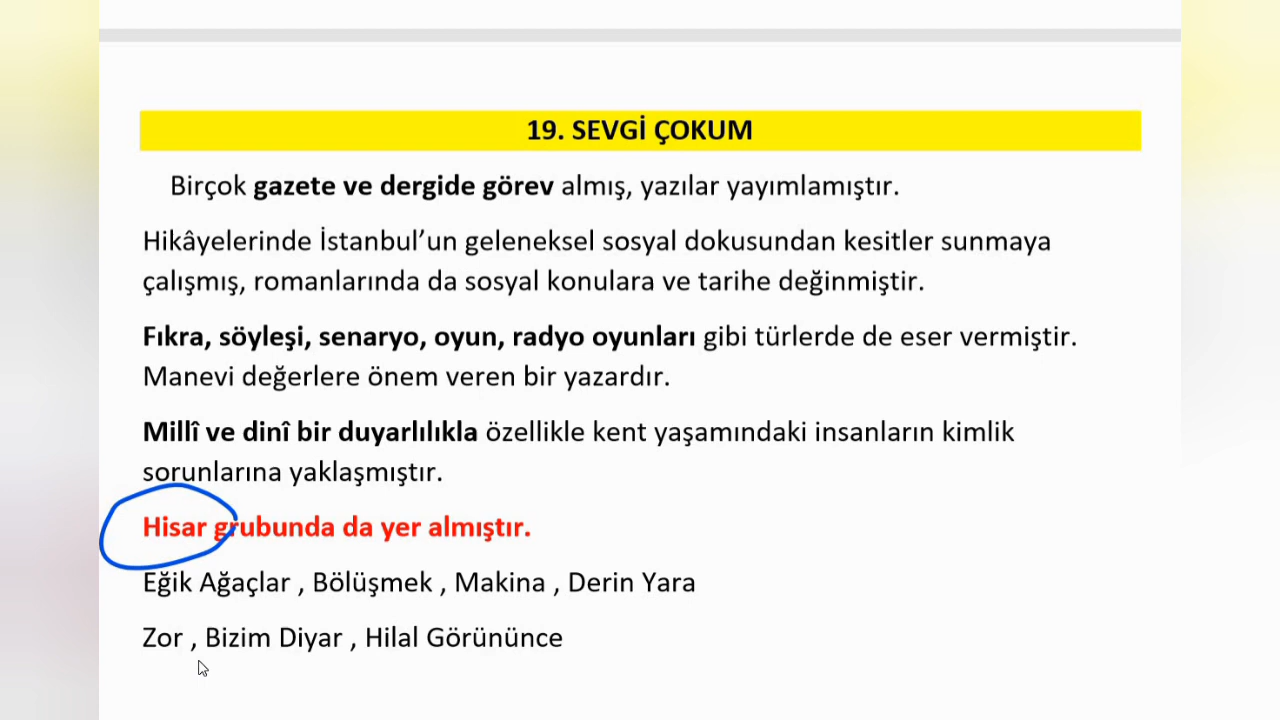 19. SEVGİ ÇOKUM
Birçok gazete ve dergide görev almış, yazılar yayımlamıştır.
Hikâyelerinde İstanbul’un geleneksel sosyal dokusundan kesitler sunmaya
çalışmış, romanlarında da sosyal konulara ve tarihe değinmiştir.
Fıkra, söyleşi, senaryo, oyun, radyo oyunları gibi türlerde de eser vermiştir.
Manevi değerlere önem veren bir yazardır.
Millî ve dinî bir duyarlılıkla özellikle kent yaşamındaki insanların kimlik
sorunlarına yaklaşmıştır.
Hisar grubunda da yer almıştır.
Eğik Ağaçlar , Bölüşmek , Makina , Derin Yara
Zor , Bizim Diyar , Hilal Görününce